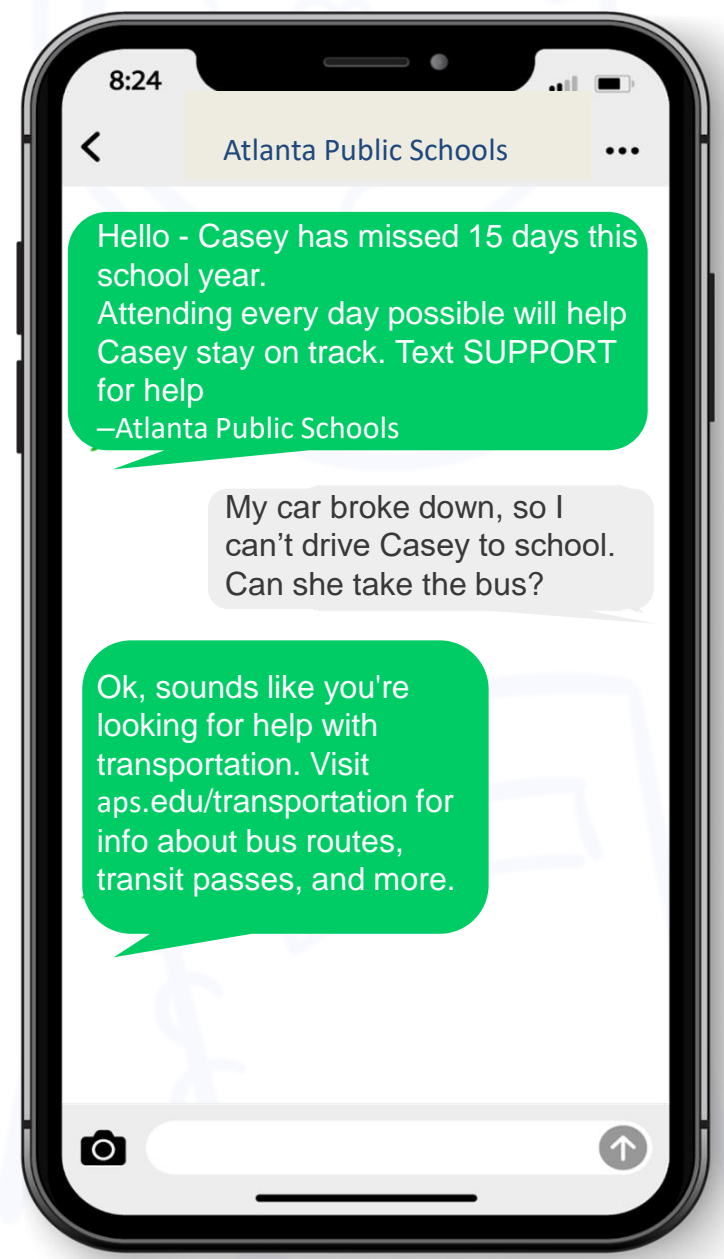 8:24
Atlanta Public Schools
Hello - Casey has missed 15 days this
school year.
Attending every day possible will help
Casey stay on track. Text SUPPORT
for help
–Atlanta Public Schools
My car broke down, so I
can’t drive Casey to school.
Can she take the bus?
Ok, sounds like you're
looking for help with
transportation. Visit
aps.edu/transportation for
info about bus routes,
transit passes, and more.